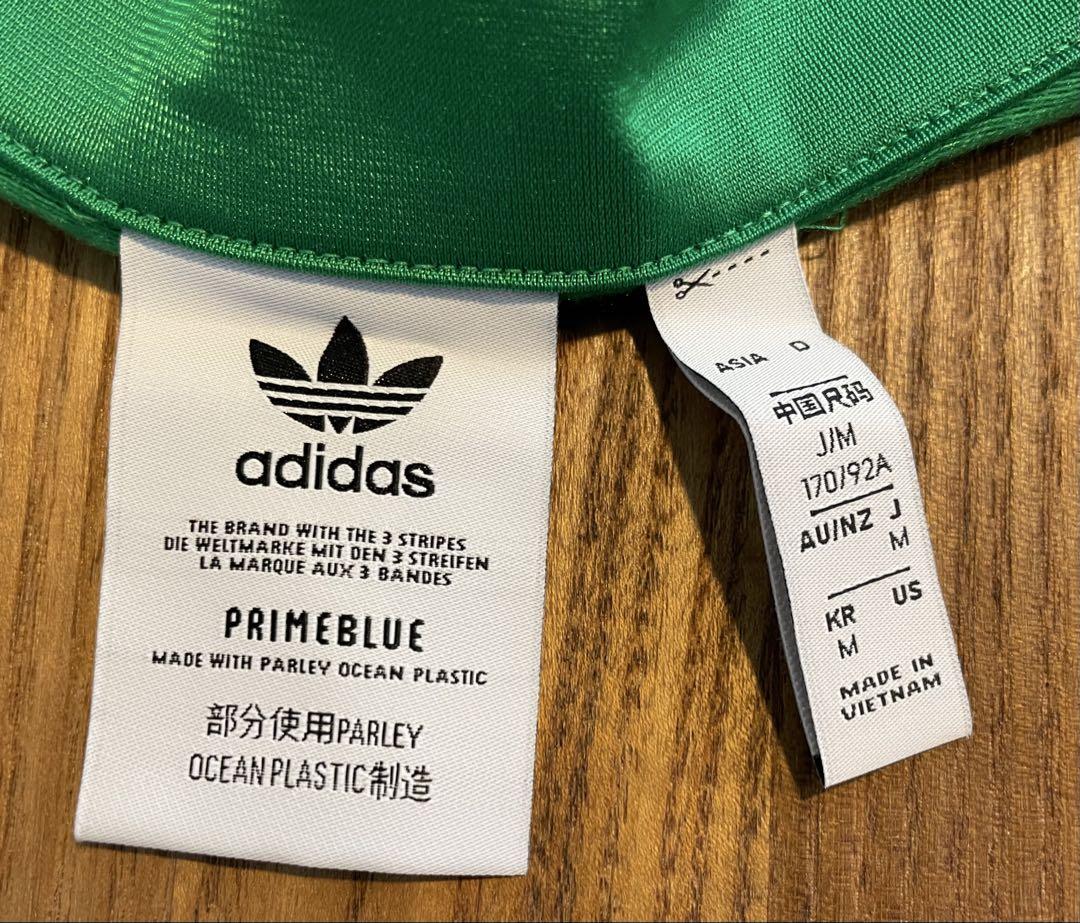 adidas
THE BRAND WITH THE 3 STRIPES
DIE WELTMARKE MIT DEN 3 STREIFEN
LA MARQUE AUX 3 BANDES
PRIMEBLUE
MADE WITH PARLEY OCEAN PLASTIC
部分使用PARLEY
OCEAN PLASTIC制造
ASIA D
中国尺码
J/M
170/92A
AU/NZ J
M
KR US
M
MADE IN
VIETNAM